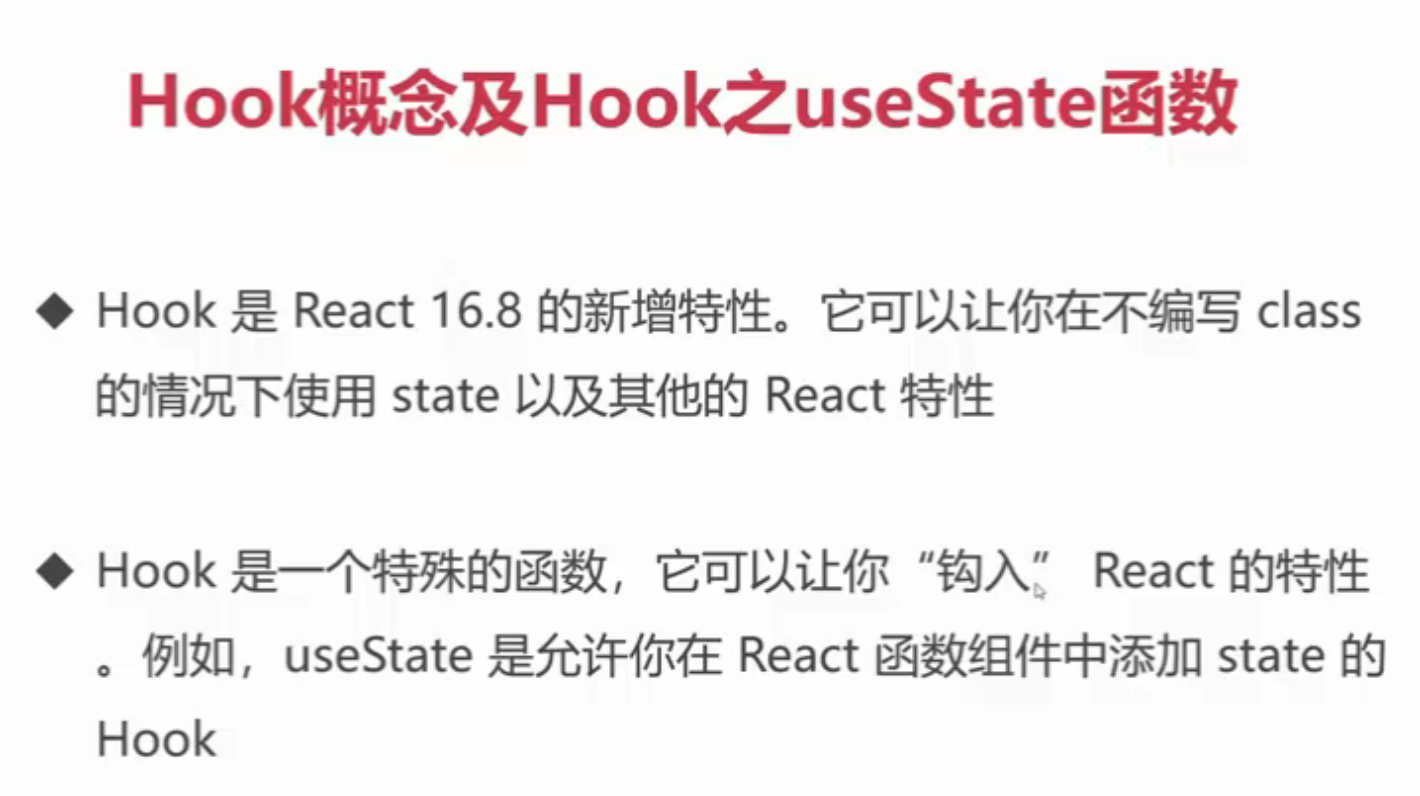 Hook概念及Hook之useState函数
◆ Hook 是 React 16.8 的新增特性。它可以让你在不编写 class
的情况下使用 state 以及其他的 React 特性
◆ Hook 是一个特殊的函数，它可以让你“钩入” React 的特性
。例如，useState 是允许你在 React 函数组件中添加 state 的
Hook